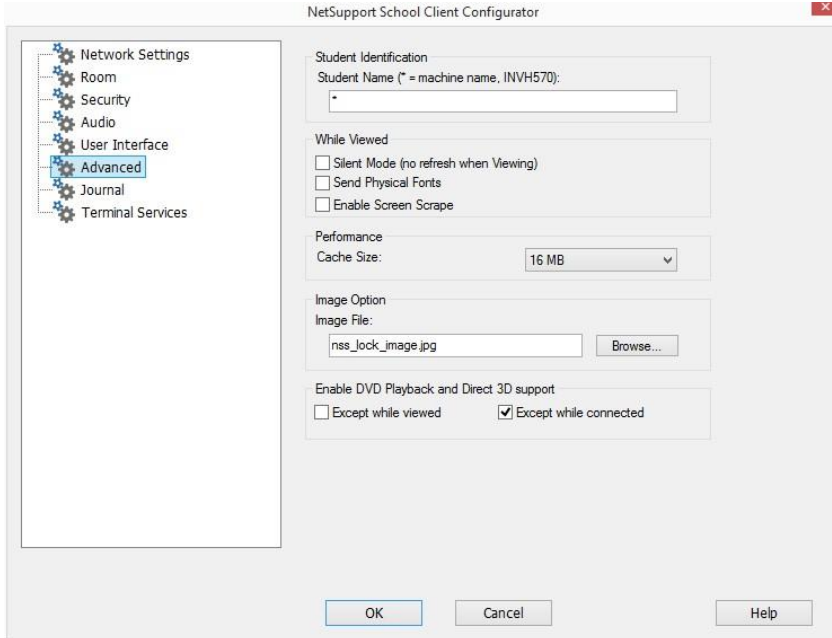 NetSupport School Client Configurator
Network Settings
Room
Security
Audio
User Interface
Advanced
Journal
Terminal Services
Student Identification
Student Name (* = machine name, INVH570):
*
While Viewed
Silent Mode (no refresh when Viewing)
Send Physical Fonts
Enable Screen Scrape
Performance
Cache Size: 16 MB
Image Option
Image File:
nss_lock_image.jpg Browse...
Enable DVD Playback and Direct 3D support
Except while viewed Except while connected
OK Cancel Help